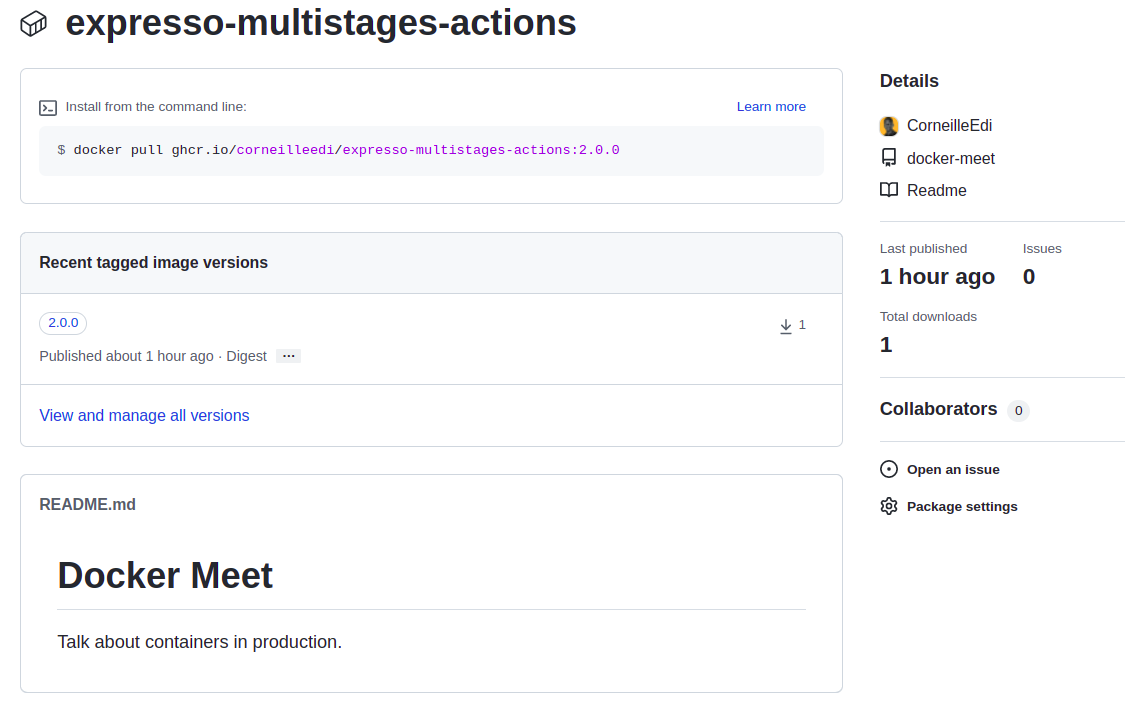 expresso-multistages-actions
Install from the command line:
Learn more
$ docker pull ghcr.io/corneilleedi/expresso-multistages-actions:2.0.0
Recent tagged image versions
2.0.0
1
Published about 1 hour ago · Digest ···
View and manage all versions
README.md
Docker Meet
Talk about containers in production.
Details
CorneilleEdi
docker-meet
Readme
Last published
Issues
1 hour ago
0
Total downloads
1
Collaborators 0
Open an issue
Package settings